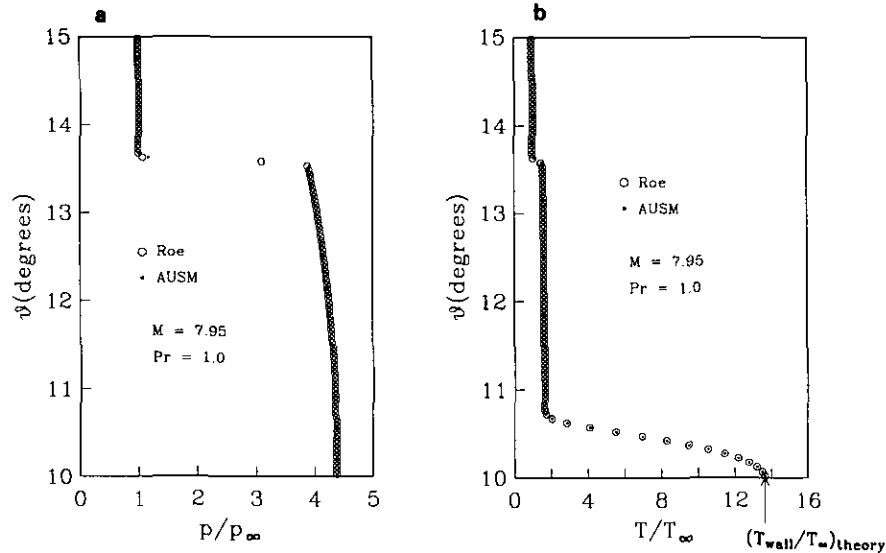 a
15
14
13
12
11
10
ϑ(degrees)
Roe
AUSM
M = 7.95
Pr = 1.0
0 1 2 3 4 5
p/p∞
b
15
14
13
12
11
10
ϑ(degrees)
Roe
AUSM
M = 7.95
Pr = 1.0
0 4 8 12 16
T/T∞
(Twall/T∞)theory